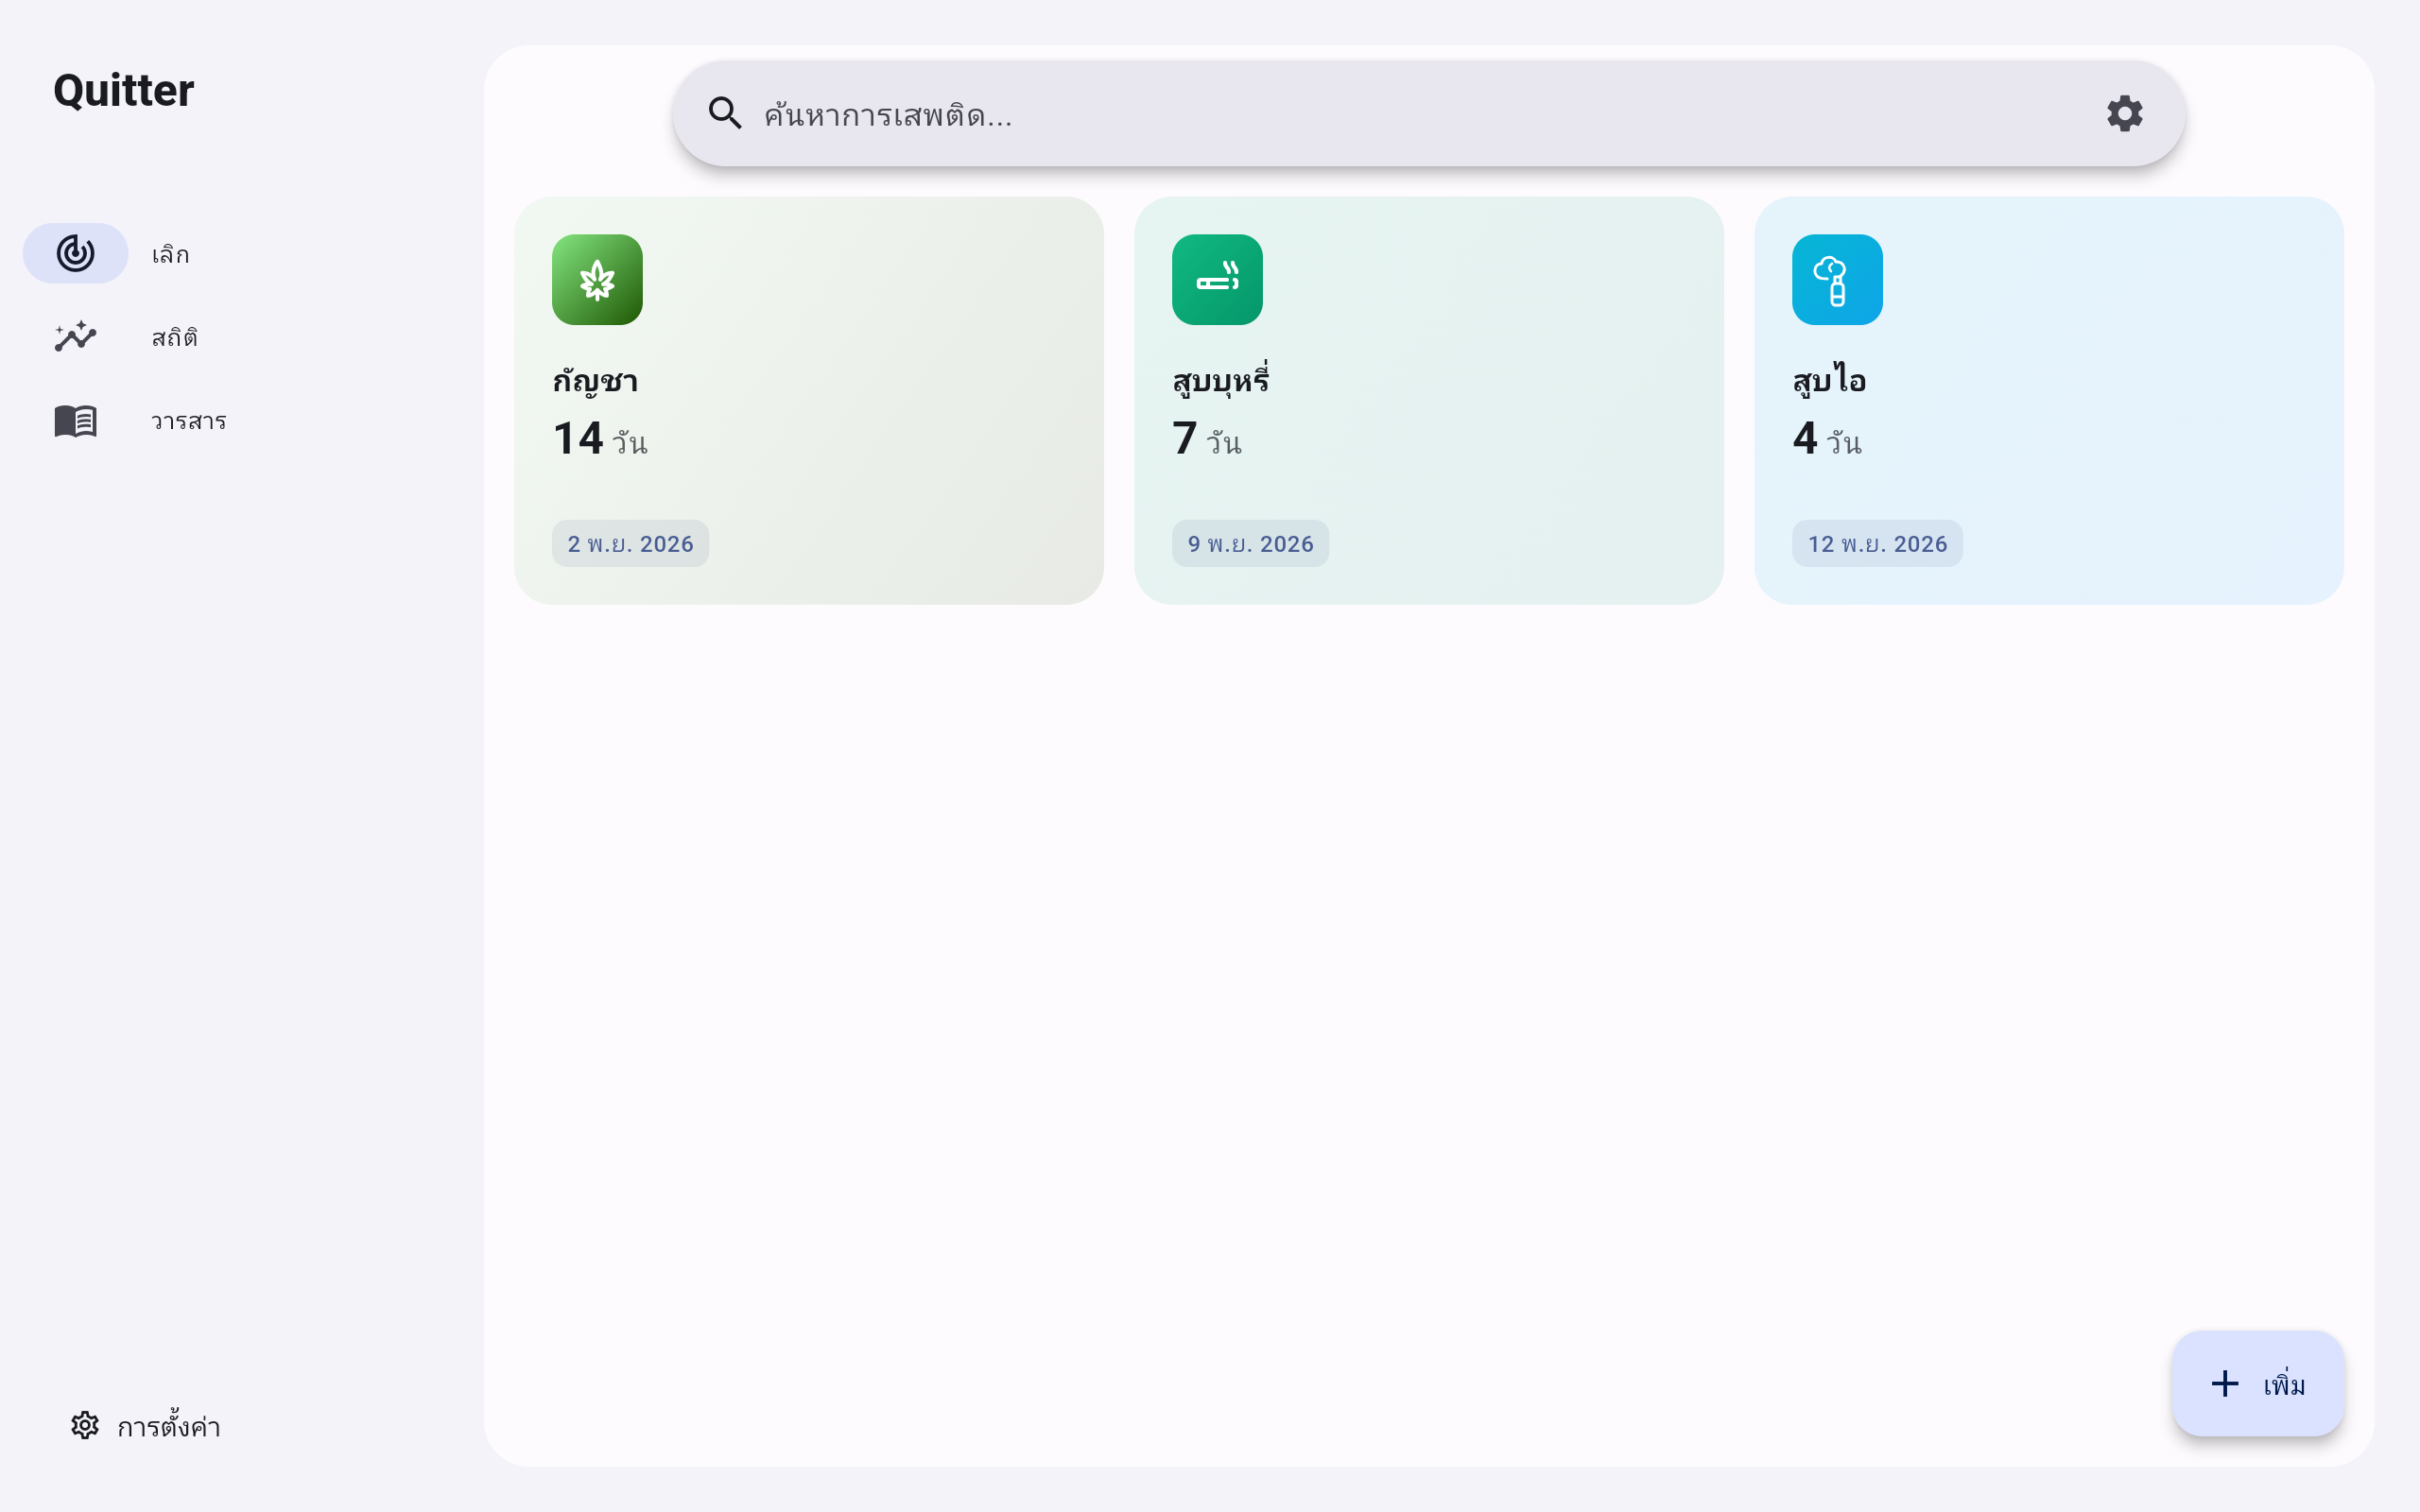 Quitter
เลิก
สถิติ
วารสาร
การตั้งค่า
ค้นหาการเสพติด...
กัญชา
14 วัน
2 พ.ย. 2026
สูบบุหรี่
7 วัน
9 พ.ย. 2026
สูบไอ
4 วัน
12 พ.ย. 2026
เพิ่ม